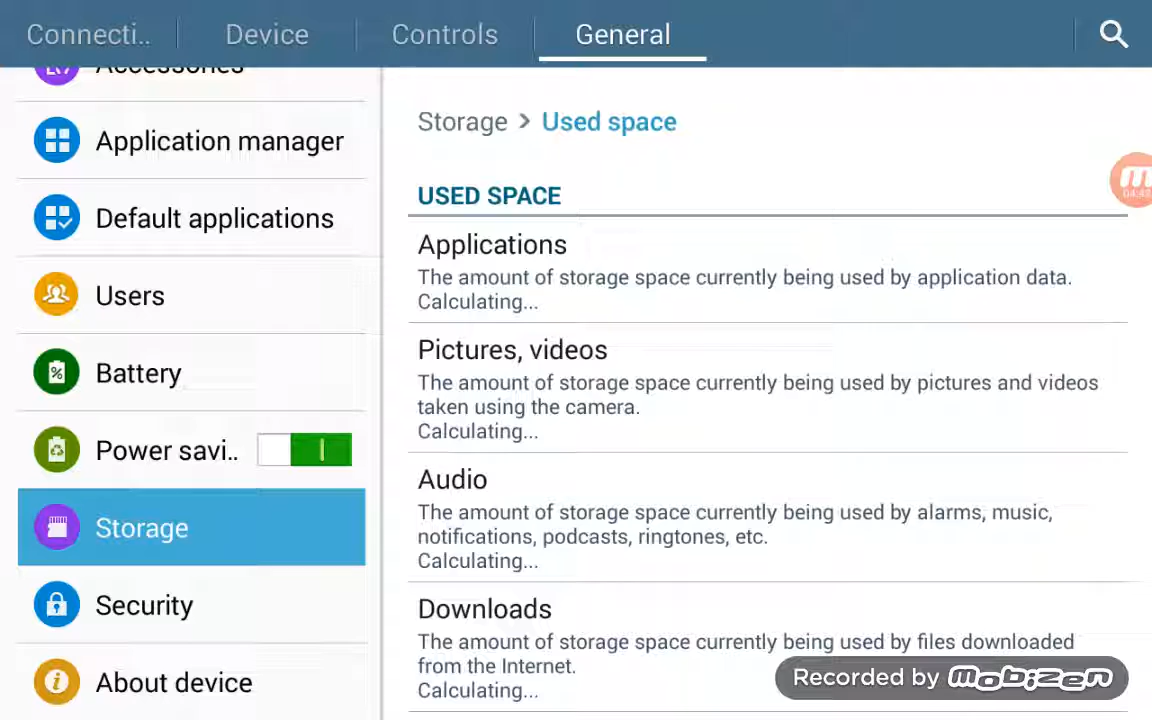 Connecti..
Device
Controls
General
Accessories
Application manager
Default applications
Users
Battery
Power savi..
Storage
Security
About device
Storage > Used space
USED SPACE
Applications
The amount of storage space currently being used by application data.
Calculating...
Pictures, videos
The amount of storage space currently being used by pictures and videos
taken using the camera.
Calculating...
Audio
The amount of storage space currently being used by alarms, music,
notifications, podcasts, ringtones, etc.
Calculating...
Downloads
The amount of storage space currently being used by files downloaded
from the Internet.
Calculating...
Recorded by mobizen